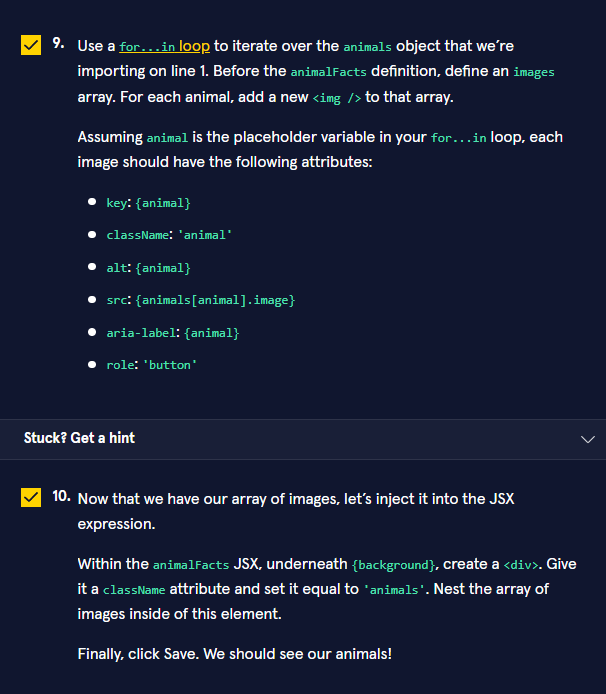 9. Use a for...in loop to iterate over the animals object that we’re
importing on line 1. Before the animalFacts definition, define an images
array. For each animal, add a new <img /> to that array.
Assuming animal is the placeholder variable in your for...in loop, each
image should have the following attributes:
key: {animal}
className: 'animal'
alt: {animal}
src: {animals[animal].image}
aria-label: {animal}
role: 'button'
Stuck? Get a hint
10. Now that we have our array of images, let’s inject it into the JSX
expression.
Within the animalFacts JSX, underneath {background}, create a <div>. Give
it a className attribute and set it equal to 'animals'. Nest the array of
images inside of this element.
Finally, click Save. We should see our animals!